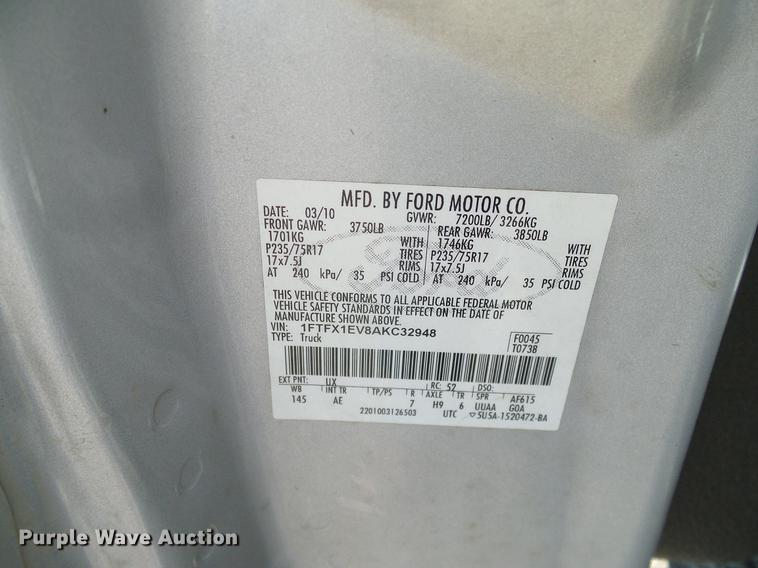 MFD. BY FORD MOTOR CO.
DATE: 03/10 GVWR: 7200LB/ 3266KG
FRONT GAWR: 3750LB REAR GAWR: 3850LB
1701KG WITH 1746KG WITH
P235/75R17 TIRES P235/75R17 TIRES
17x7.5J RIMS 17x7.5J RIMS
AT 240 kPa/ 35 PSI COLD AT 240 kPa/ 35 PSI COLD
Ford
THIS VEHICLE CONFORMS TO ALL APPLICABLE FEDERAL MOTOR
VEHICLE SAFETY STANDARDS IN EFFECT ON THE DATE OF
MANUFACTURE SHOWN ABOVE.
VIN: 1FTFX1EV8AKC32948 F0045
TYPE: Truck T0738
EXT PNT: UX RC: 52 DSO:
WB INT TR TP/PS R AXLE TR SPR AF615
145 AE 7 H9 6 UUAA GOA
2201003126503 UTC ▽5U5A-1520472-BA
Purple Wave Auction®